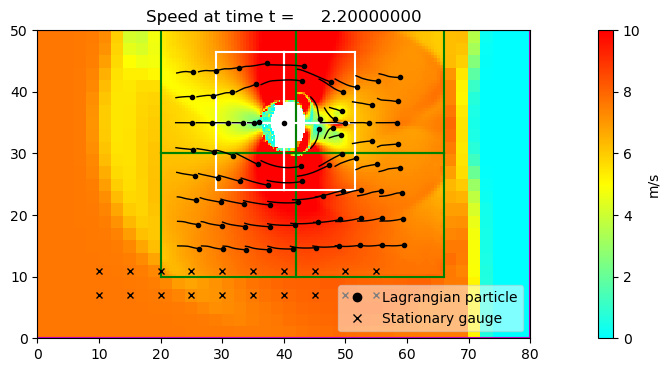 Speed at time t =     2.20000000
50
40
30
20
10
0
0 10 20 30 40 50 60 70 80
Lagrangian particle
Stationary gauge
10
8
6
4
2
0
m/s